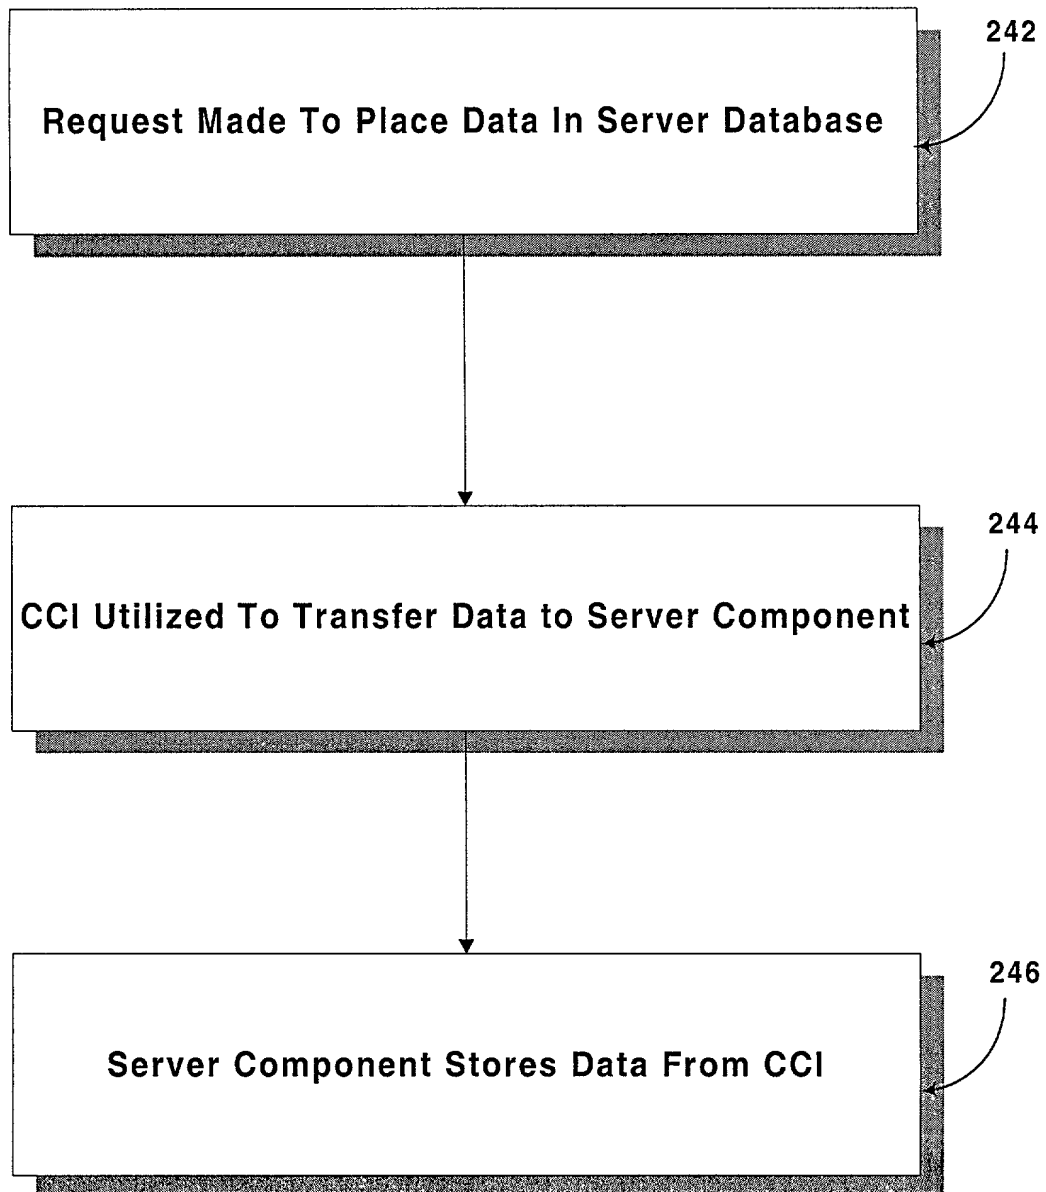 242
Request Made To Place Data In Server Database
244
CCI Utilized To Transfer Data to Server Component
246
Server Component Stores Data From CCI